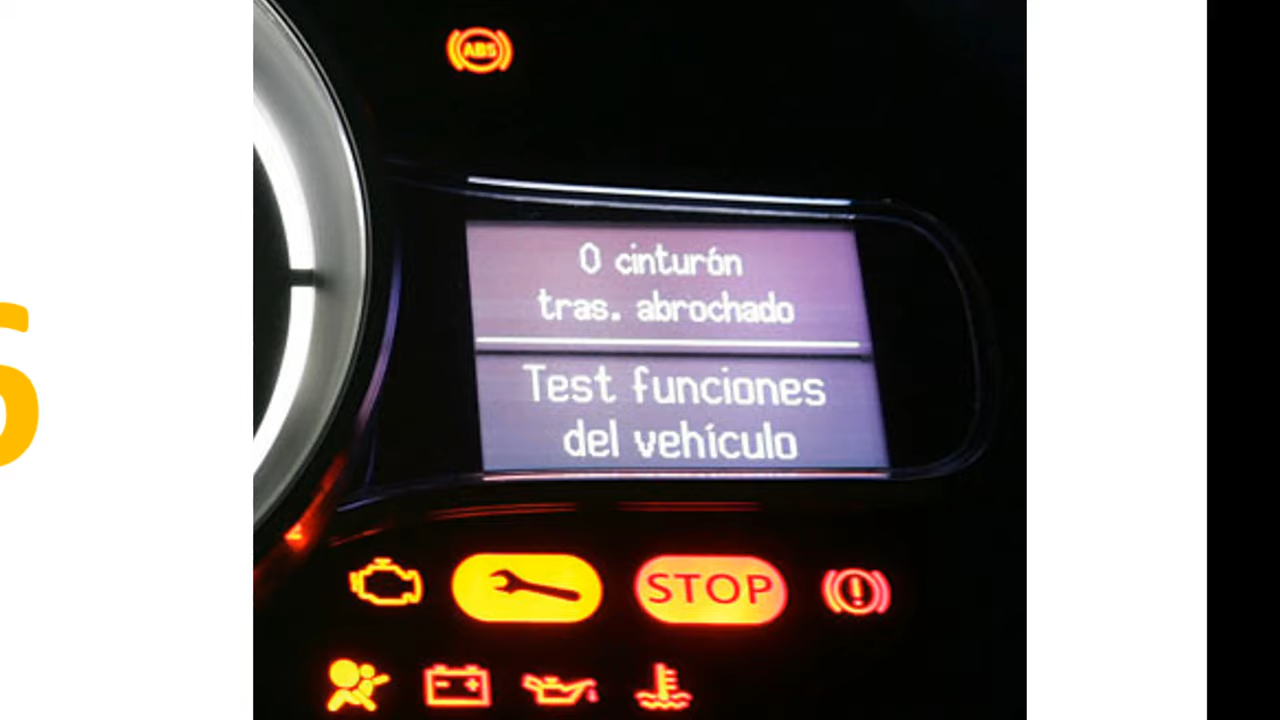 ABS
0 cinturón
tras. abrochado
Test funciones
del vehículo
STOP